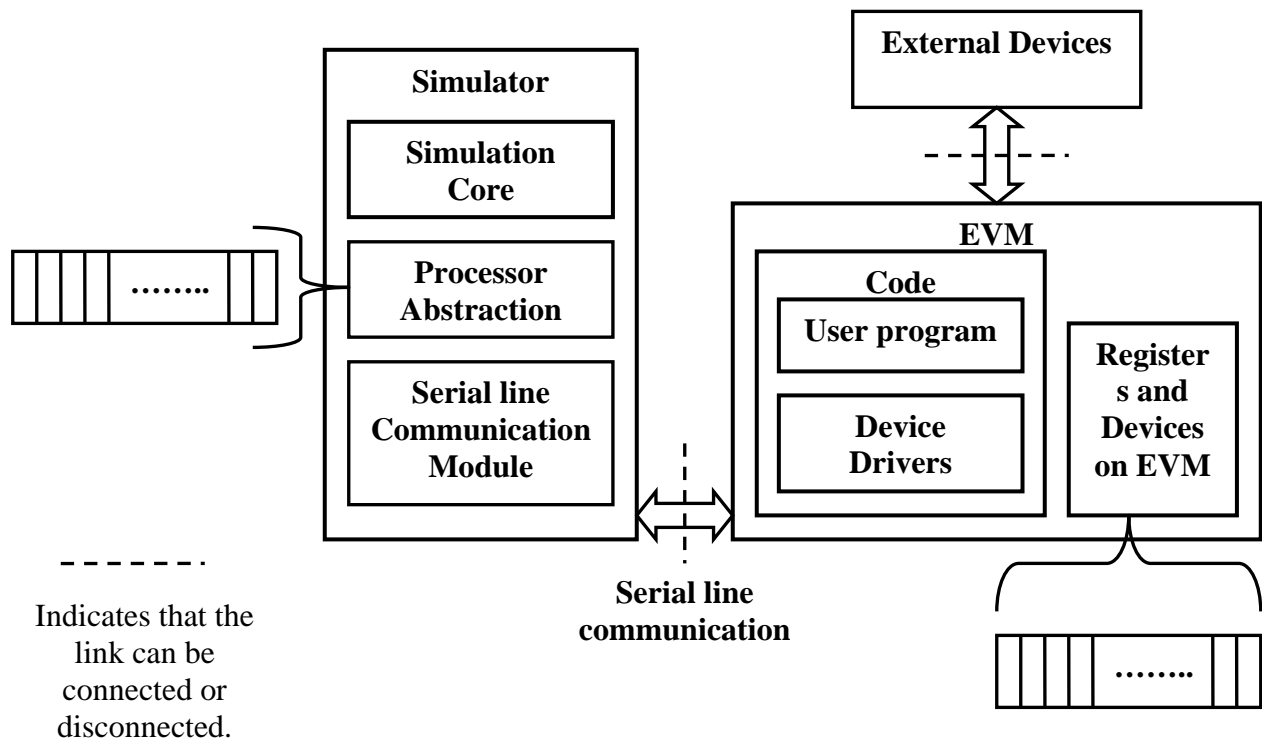 External Devices
Simulator
Simulation
Core
EVM
Code
User program
Processor
Abstraction
……..
Register
s and
Devices
on EVM
Serial line
Communication
Module
Device
Drivers
Serial line
communication
Indicates that the
link can be
connected or
disconnected.
……..